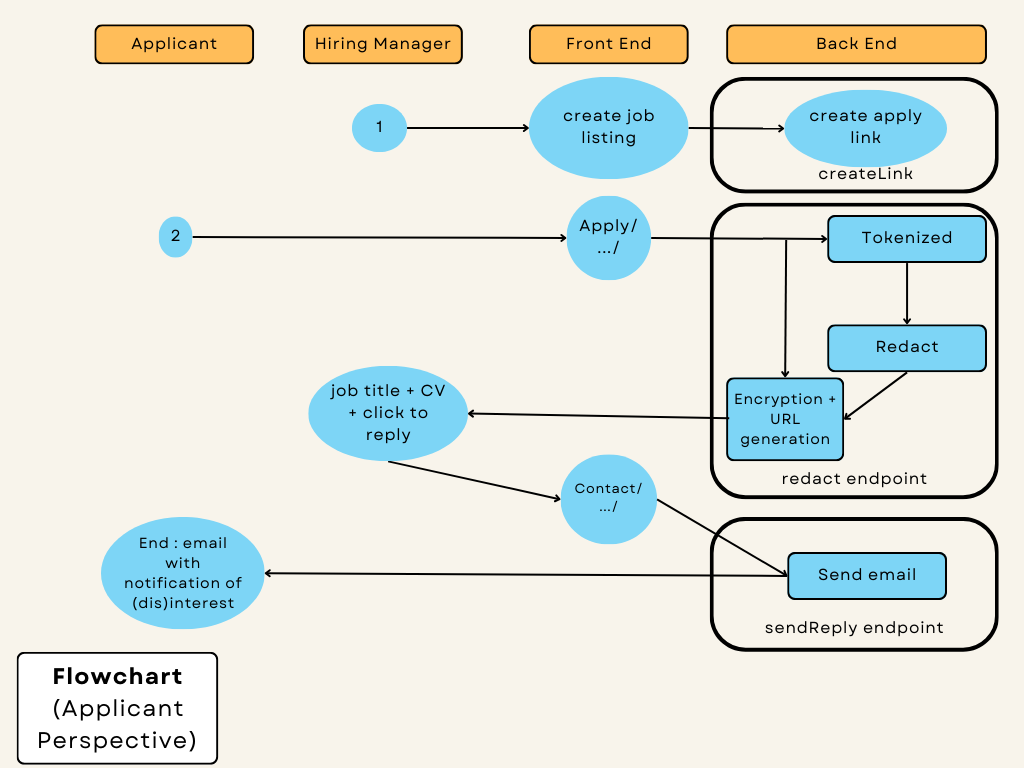 Applicant
Hiring Manager
Front End
Back End
1
create job
listing
create apply
link
createLink
2
Apply/
.../
Tokenized
Redact
job title + CV
+ click to
reply
Encryption +
URL
generation
redact endpoint
Contact/
.../
End : email
with
notification of
(dis)interest
Send email
sendReply endpoint
Flowchart
(Applicant
Perspective)